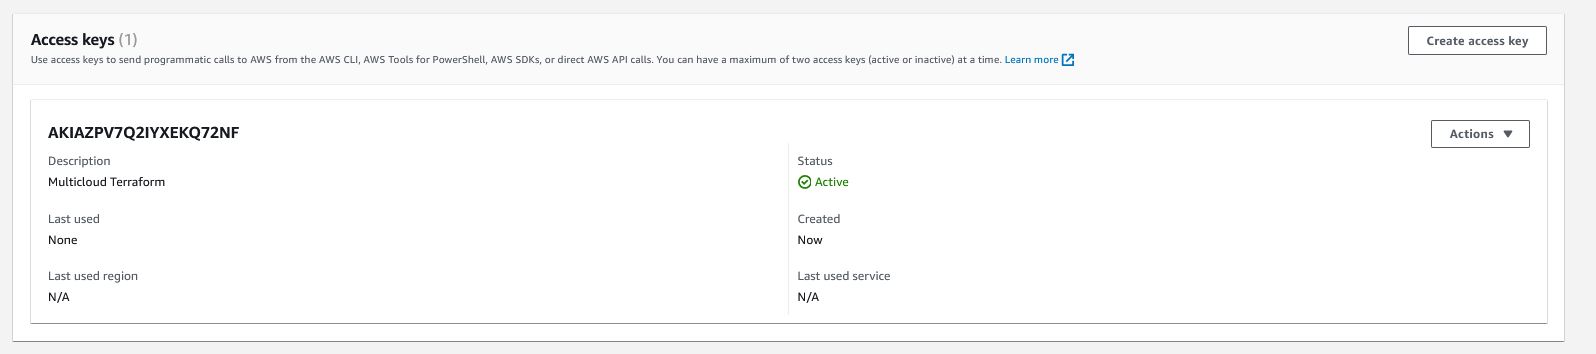 Access keys (1)
Create access key
Use access keys to send programmatic calls to AWS from the AWS CLI, AWS Tools for PowerShell, AWS SDKs, or direct AWS API calls. You can have a maximum of two access keys (active or inactive) at a time. Learn more
AKIAZPV7Q2IYXEKQ72NF
Actions
Description
Multicloud Terraform
Status
Active
Last used
None
Created
Now
Last used region
N/A
Last used service
N/A